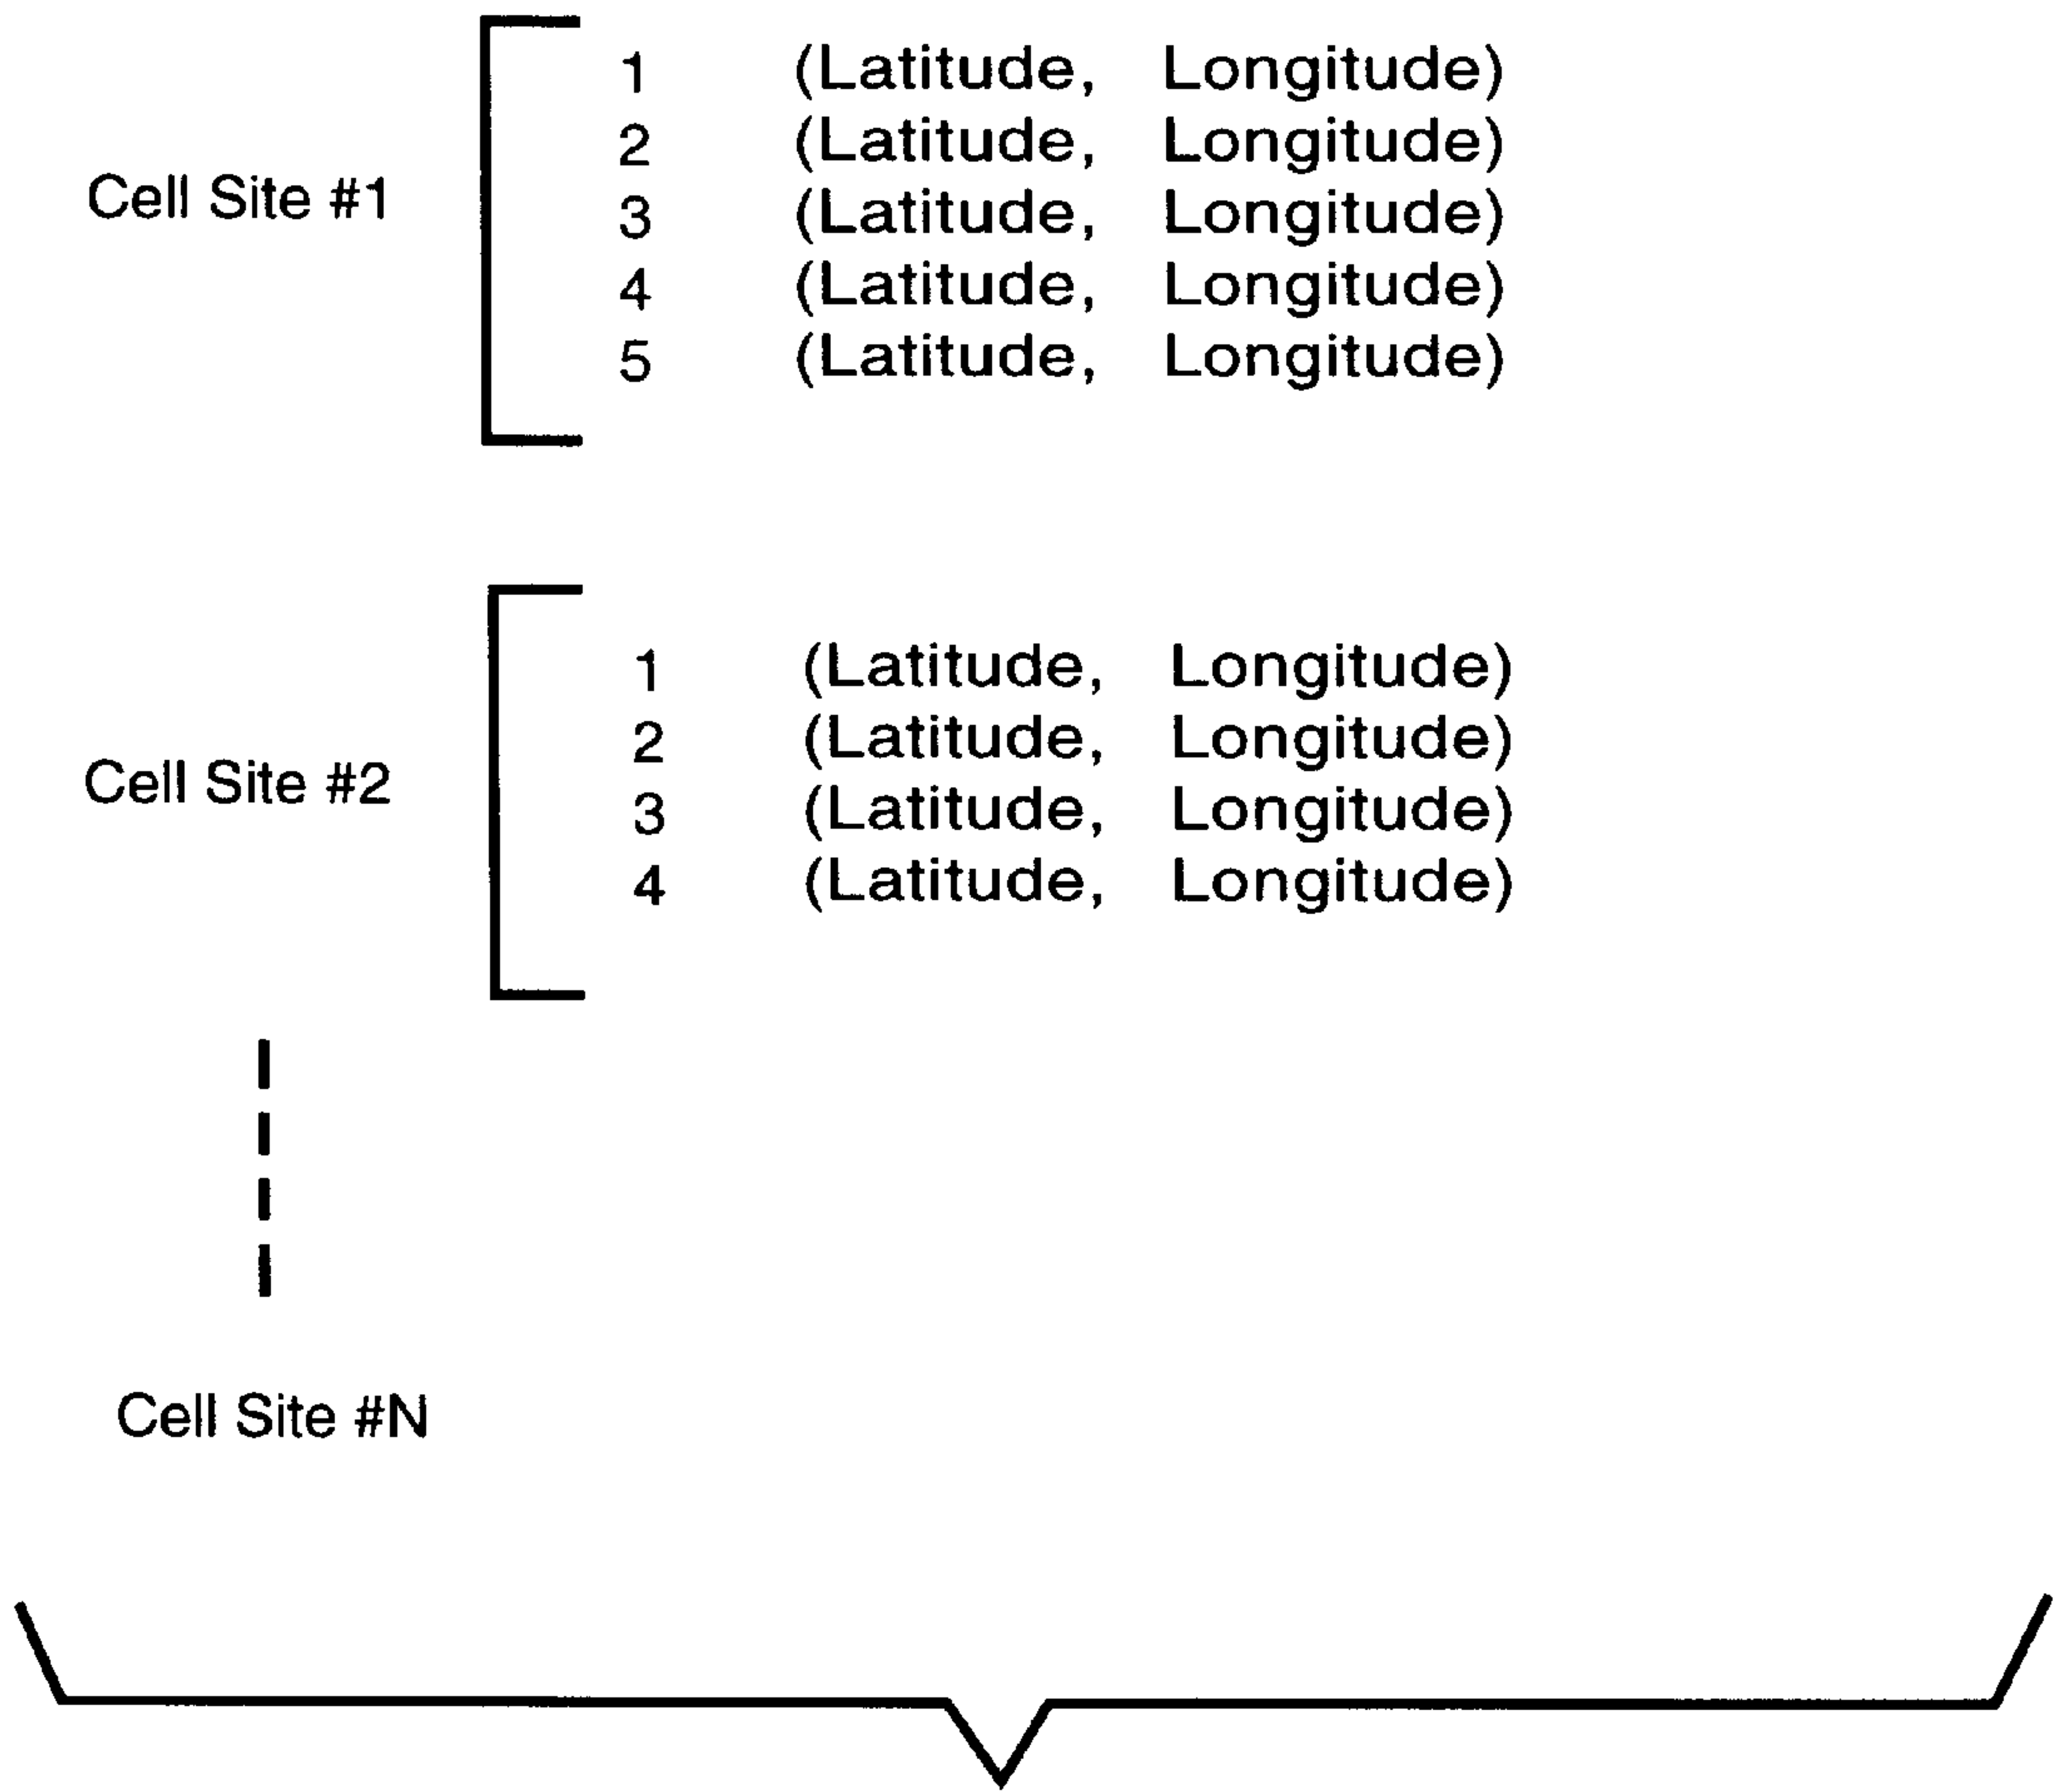 1 (Latitude, Longitude)
2 (Latitude, Longitude)
Cell Site #1
3 (Latitude, Longitude)
4 (Latitude, Longitude)
5 (Latitude, Longitude)
1 (Latitude, Longitude)
2 (Latitude, Longitude)
Cell Site #2
3 (Latitude, Longitude)
4 (Latitude, Longitude)
Cell Site #N